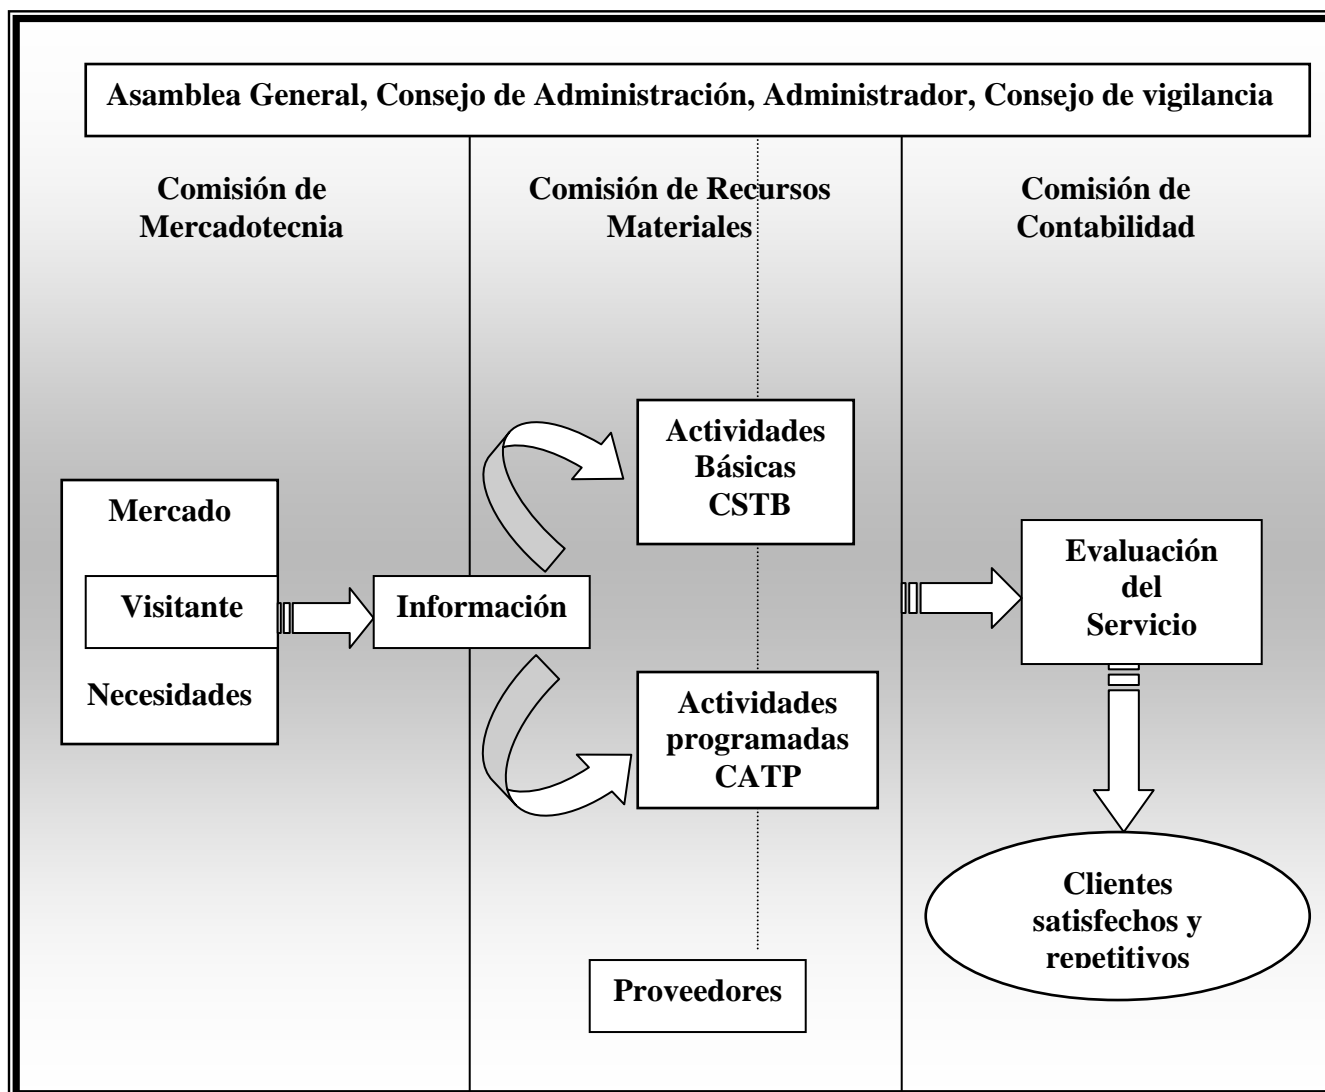 Asamblea General, Consejo de Administración, Administrador, Consejo de vigilancia
Comisión de
Mercadotecnia
Comisión de Recursos
Materiales
Comisión de
Contabilidad
Mercado
Visitante
Necesidades
Información
Actividades
Básicas
CSTB
Actividades
programadas
CATP
Proveedores
Evaluación
del
Servicio
Clientes
satisfechos y
repetitivos